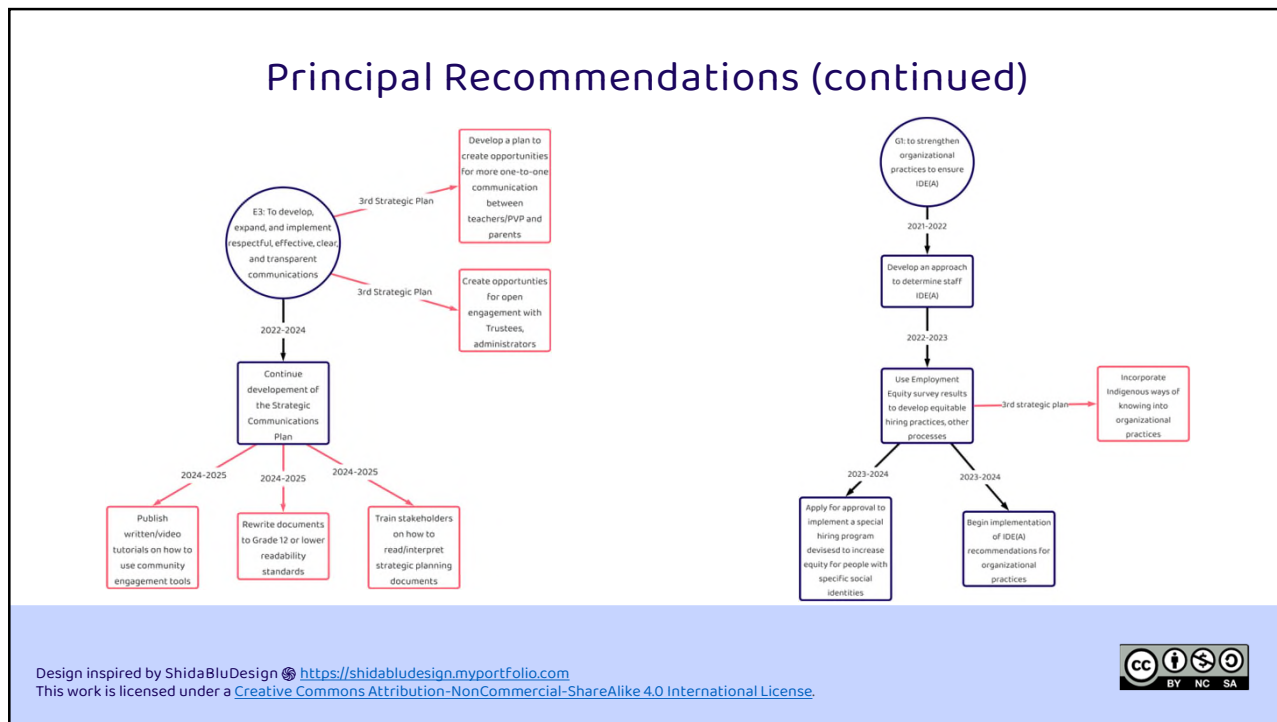 Principal Recommendations (continued)
E3: To develop,
expand, and implement
respectful, effective, clear,
and transparent
communications
3rd Strategic Plan
Develop a plan to
create opportunities
for more one-to-one
communication
between
teachers/PVP and
parents
3rd Strategic Plan
Create opportunties
for open
engagement with
Trustees,
administrators
2022-2024
Continue
developement of
the Strategic
Communications
Plan
2024-2025
2024-2025
2024-2025
Publish
written/video
tutorials on how to
use community
engagement tools
Rewrite documents
to Grade 12 or lower
readability
standards
Train stakeholders
on how to
read/interpret
strategic planning
documents
G1: to strengthen
organizational
practices to ensure
IDE(A)
2021-2022
Develop an approach
to determine staff
IDE(A)
2022-2023
Use Employment
Equity survey results
to develop equitable
hiring practices, other
processes
3rd strategic plan
Incorporate
Indigenous ways of
knowing into
organizational
practices
2023-2024
2023-2024
Apply for approval to
implement a special
hiring program
devisesd to increase
equity for people with
specific social
identities
Begin implementation
of IDE(A)
recommendations for
organizational
practices
Design inspired by ShidaBluDesign ֍ https://shidabludesign.myportfolio.com
This work is licensed under a Creative Commons Attribution-NonCommercial-ShareAlike 4.0 International License.
cc
BY NC SA